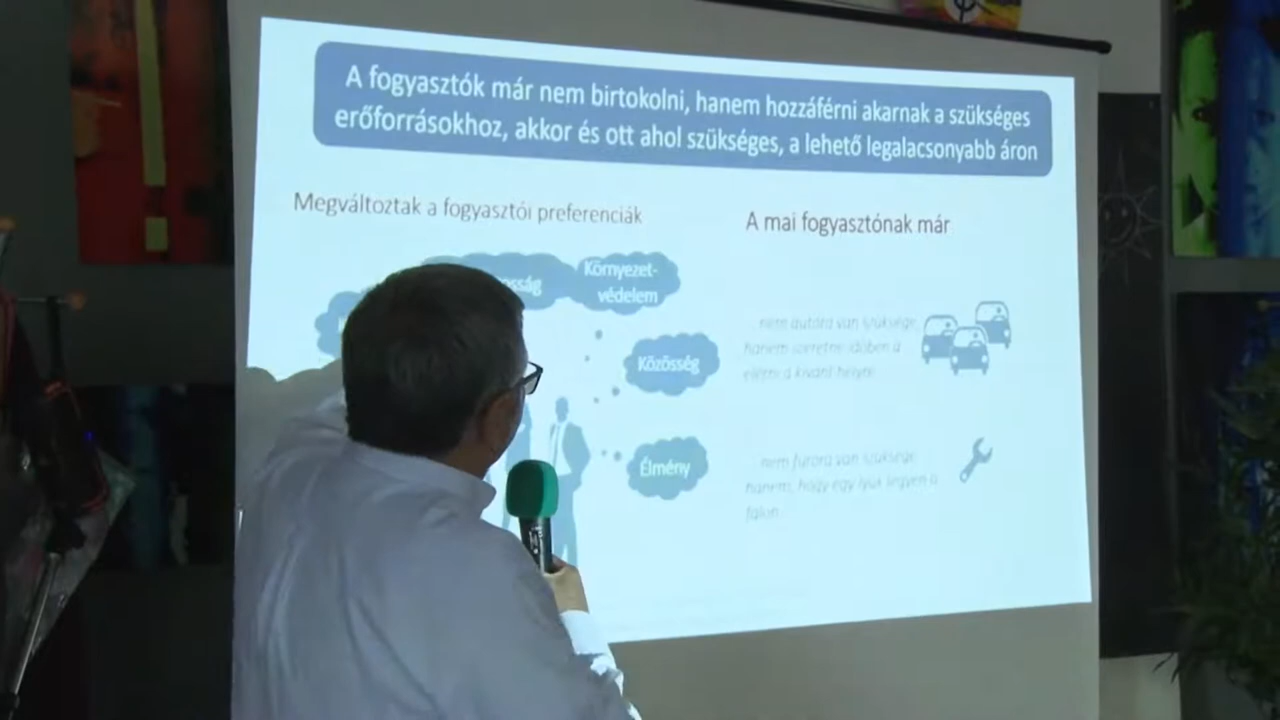 A fogyasztók már nem birtokolni, hanem hozzáférni akarnak a szükséges
erőforrásokhoz, akkor és ott ahol szükséges, a lehető legalacsonyabb áron
Megváltoztak a fogyasztói preferenciák
A mai fogyasztónak már
Környezet-
védelem
Közösség
Élmény
nem autóra van szüksége,
hanem szeretne időben a
kívánt helyre
nem fúróra van szüksége
hanem, hogy egy lyuk legyen a
falon